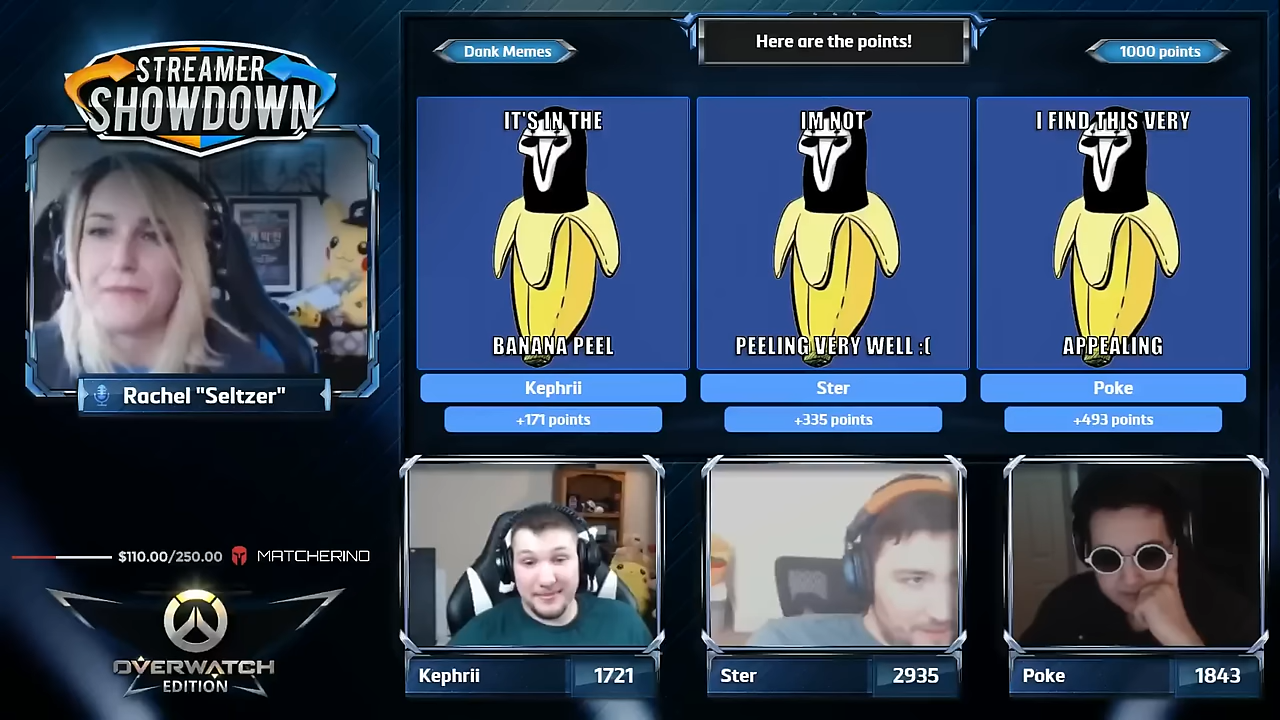 STREAMER
SHOWDOWN
Rachel "Seltzer"
$110.00/250.00 MATCHERINO
OVERWATCH
EDITION
Dank Memes
Here are the points!
1000 points
IT'S IN THE
BANANA PEEL
Kephrii
+171 points
IM NOT
PEELING VERY WELL :(
Ster
+335 points
I FIND THIS VERY
APPEALING
Poke
+493 points
Kephrii 1721
Ster 2935
Poke 1843